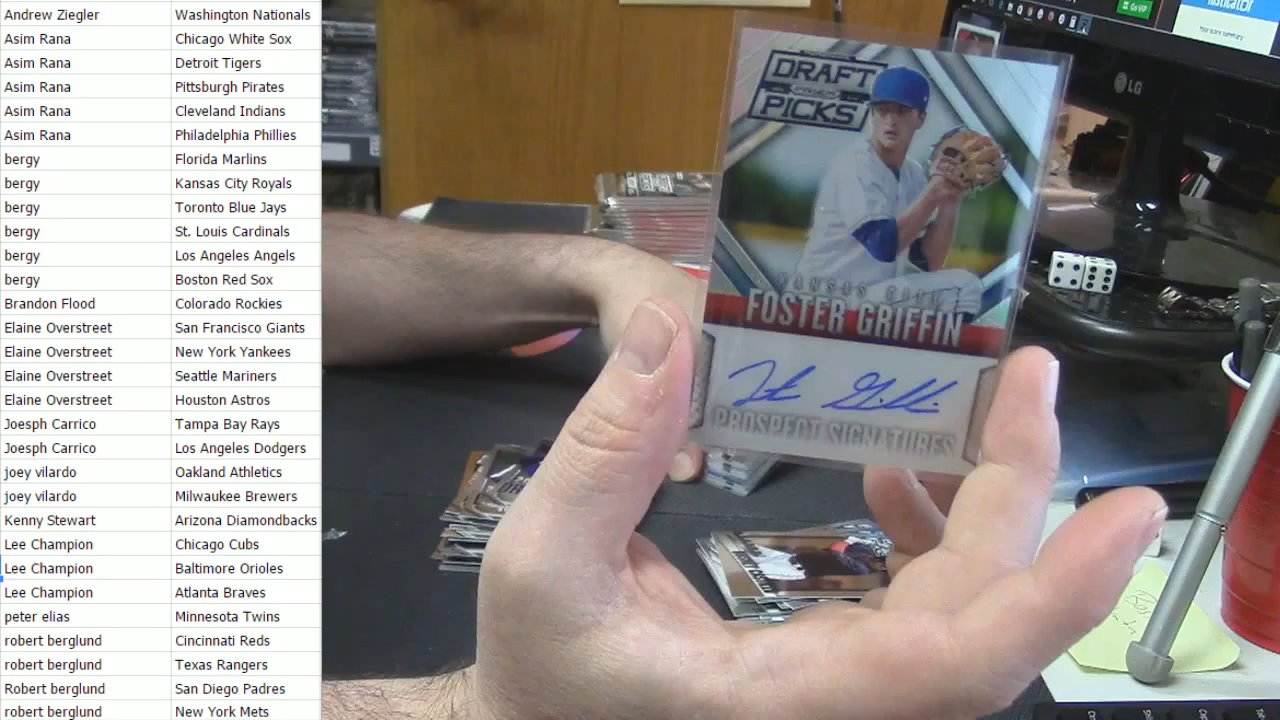 Andrew Ziegler Washington Nationals
Asim Rana Chicago White Sox
Asim Rana Detroit Tigers
Asim Rana Pittsburgh Pirates
Asim Rana Cleveland Indians
Asim Rana Philadelphia Phillies
bergy Florida Marlins
bergy Kansas City Royals
bergy Toronto Blue Jays
bergy St. Louis Cardinals
bergy Los Angeles Angels
bergy Boston Red Sox
Brandon Flood Colorado Rockies
Elaine Overstreet San Francisco Giants
Elaine Overstreet New York Yankees
Elaine Overstreet Seattle Mariners
Elaine Overstreet Houston Astros
Joesph Carrico Tampa Bay Rays
Joesph Carrico Los Angeles Dodgers
joey vilardo Oakland Athletics
joey vilardo Milwaukee Brewers
Kenny Stewart Arizona Diamondbacks
Lee Champion Chicago Cubs
Lee Champion Baltimore Orioles
Lee Champion Atlanta Braves
peter elias Minnesota Twins
robert berglund Cincinnati Reds
robert berglund Texas Rangers
Robert berglund San Diego Padres
robert berglund New York Mets
DRAFT
PICKS
KANSAS CITY
FOSTER GRIFFIN
PROSPECT SIGNATURES
LG
Go VIP